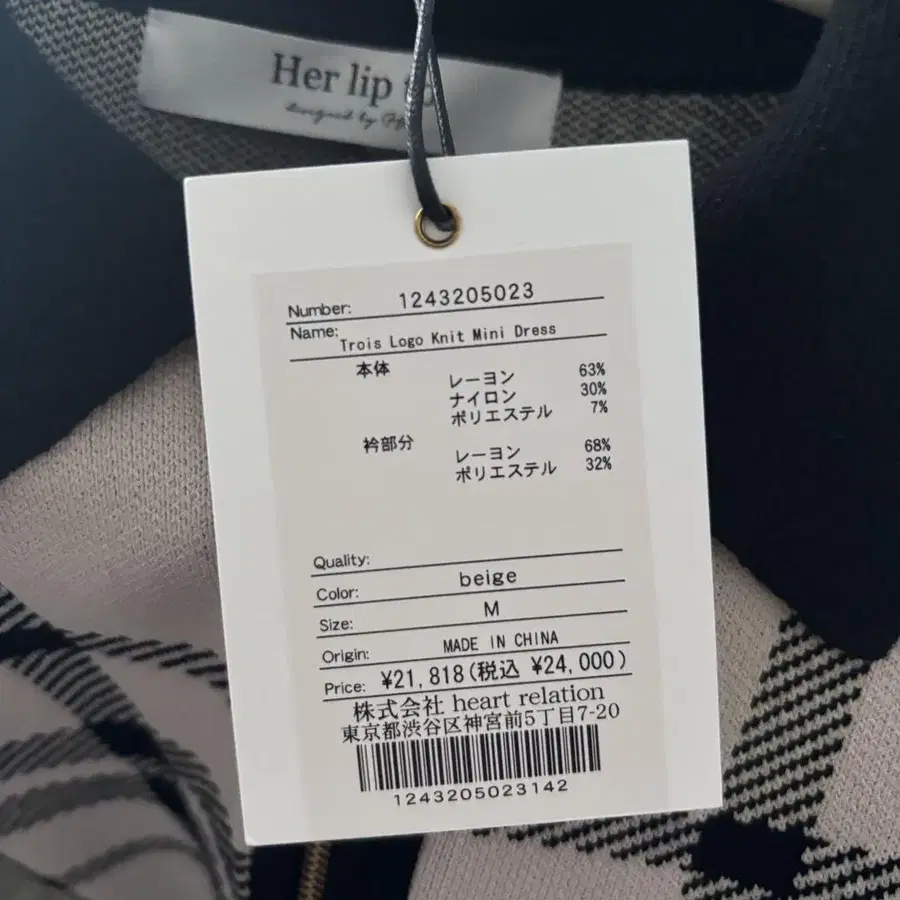 Her lip to
designed by
Number: 1243205023
Name: Trois Logo Knit Mini Dress
本体
レーヨン 63%
ナイロン 30%
ポリエステル 7%
衿部分
レーヨン 68%
ポリエステル 32%
Quality:
Color: beige
Size: M
Origin: MADE IN CHINA
Price: ¥21,818(税込 ¥24,000)
株式会社 heart relation
東京都渋谷区神宮前5丁目7-20
1243205023142